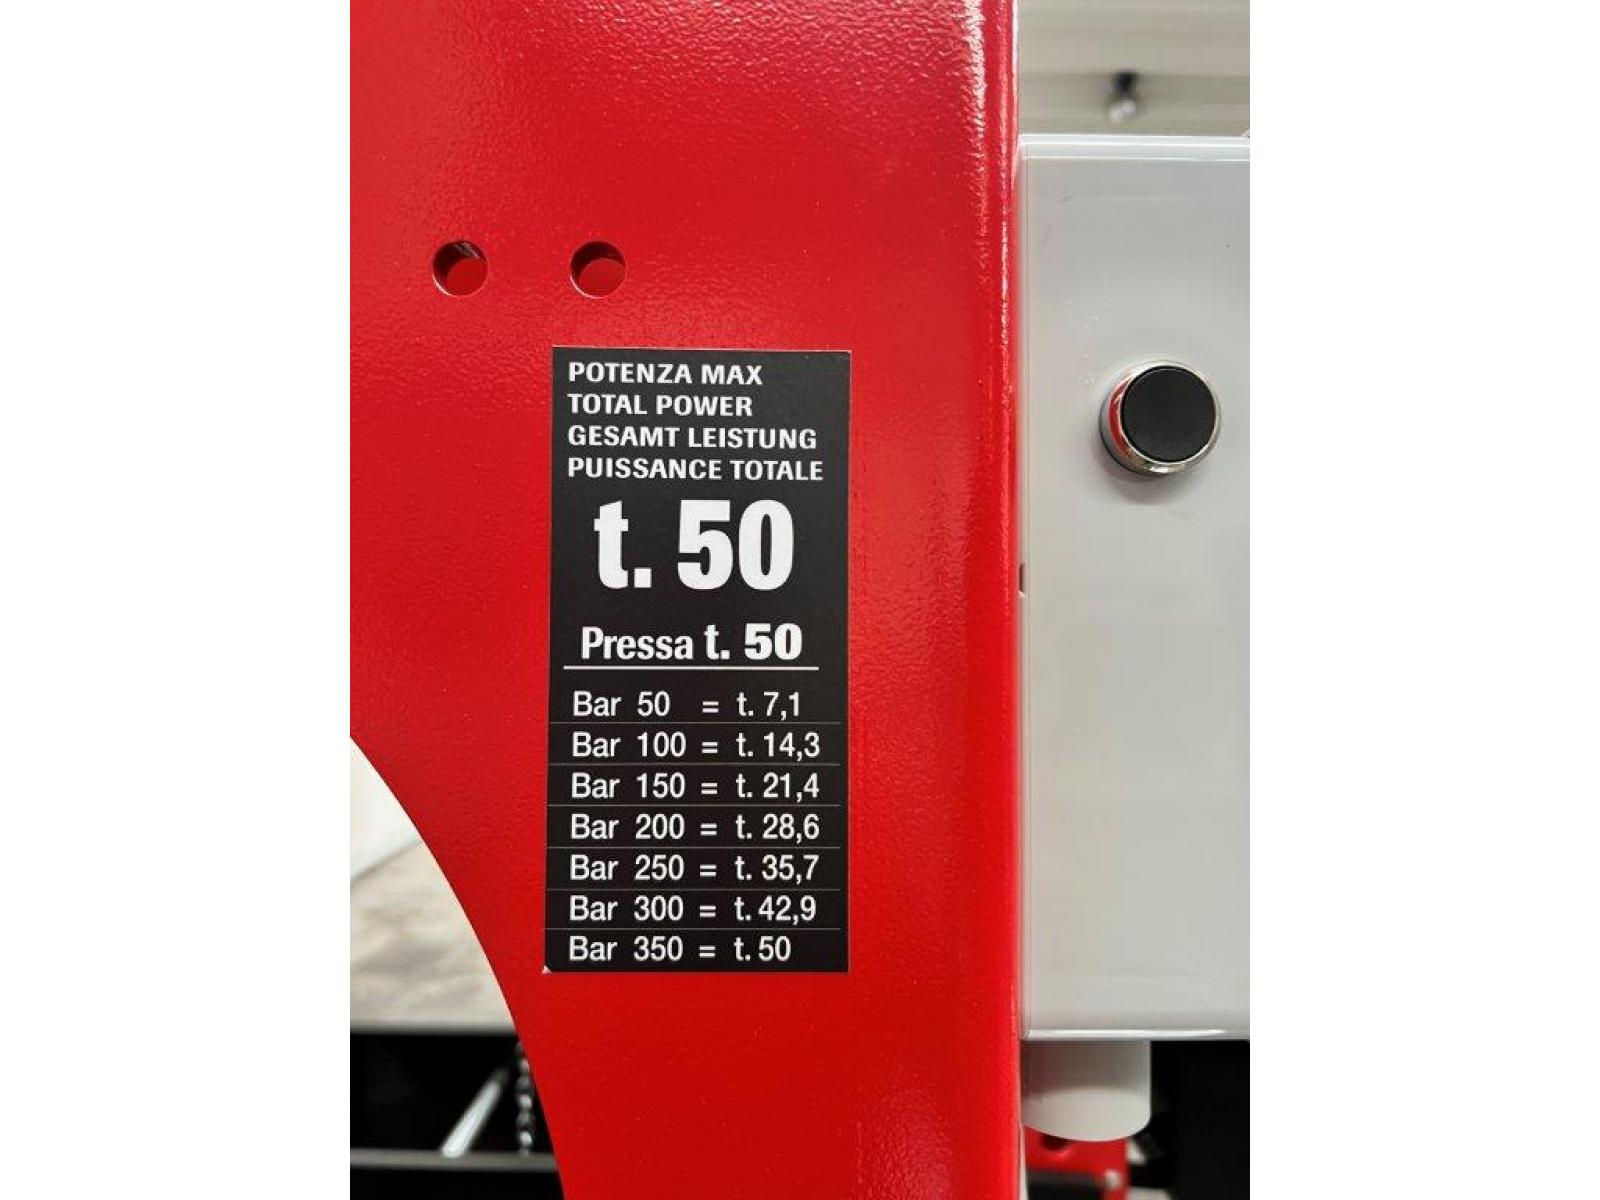 POTENZA MAX
TOTAL POWER
GESAMT LEISTUNG
PUISSANCE TOTALE
t. 50
Pressa t. 50
Bar 50 = t. 7,1
Bar 100 = t. 14,3
Bar 150 = t. 21,4
Bar 200 = t. 28,6
Bar 250 = t. 35,7
Bar 300 = t. 42,9
Bar 350 = t. 50